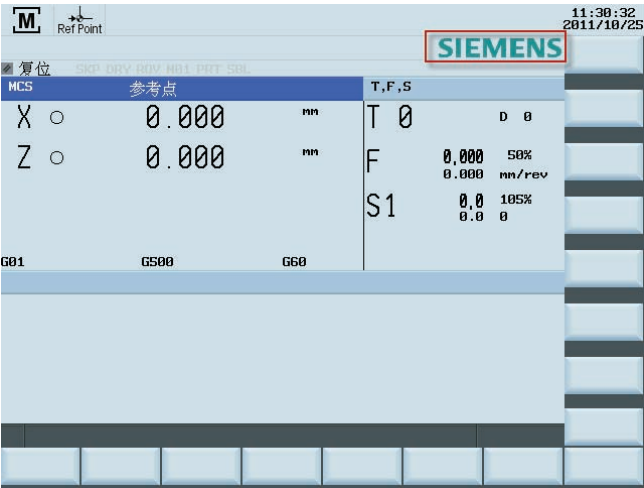 M Ref Point 11:30:32
2011/10/25
SIEMENS
复位 SKP DRY ROV M01 PRT SBL
MCS 参考点 T,F,S
X 0.000 mm T 0 D 0
Z 0.000 mm F 0,000 50%
0.000 mm/rev
S1 0,0 105%
0.0 0
G01 G500 G60